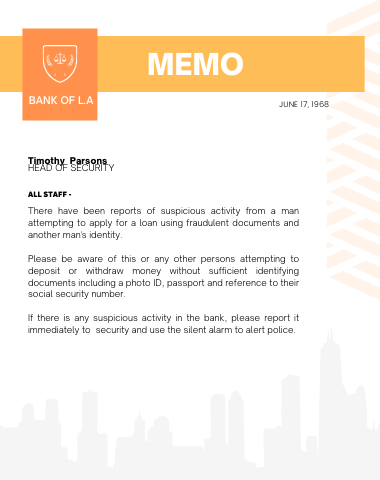 MEMO
BANK OF L.A
JUNE 17, 1968
Timothy Parsons
HEAD OF SECURITY
ALL STAFF -
There have been reports of suspicious activity from a man
attempting to apply for a loan using fraudulent documents and
another man's identity.
Please be aware of this or any other persons attempting to
deposit or withdraw money without sufficient identifying
documents including a photo ID, passport and reference to their
social security number.
If there is any suspicious activity in the bank, please report it
immediately to security and use the silent alarm to alert police.